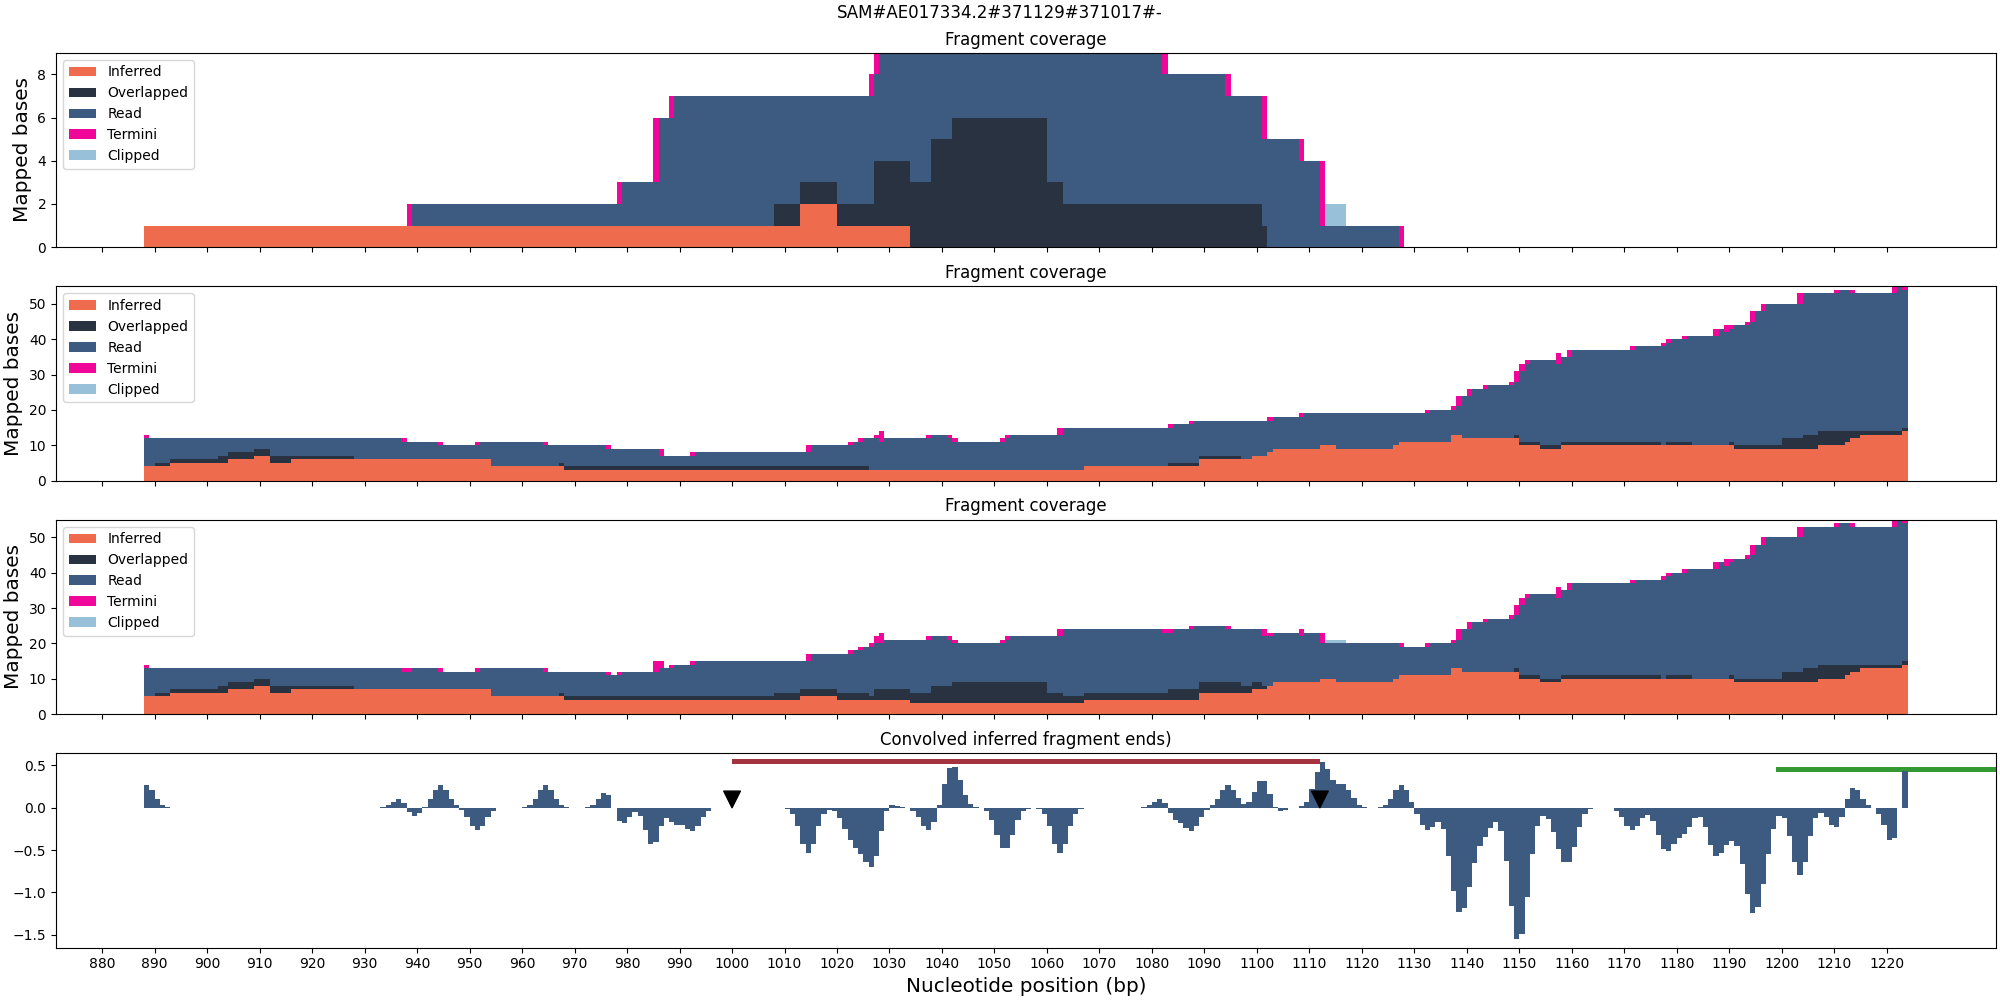 SAM#AE017334.2#371129#371017#-
Fragment coverage
Mapped bases
8
6
4
2
0
Inferred
Overlapped
Read
Termini
Clipped
Fragment coverage
Mapped bases
50
40
30
20
10
0
Inferred
Overlapped
Read
Termini
Clipped
Fragment coverage
Mapped bases
50
40
30
20
10
0
Inferred
Overlapped
Read
Termini
Clipped
Convolved inferred fragment ends)
0.5
0.0
−0.5
−1.0
−1.5
880 890 900 910 920 930 940 950 960 970 980 990 1000 1010 1020 1030 1040 1050 1060 1070 1080 1090 1100 1110 1120 1130 1140 1150 1160 1170 1180 1190 1200 1210 1220
Nucleotide position (bp)